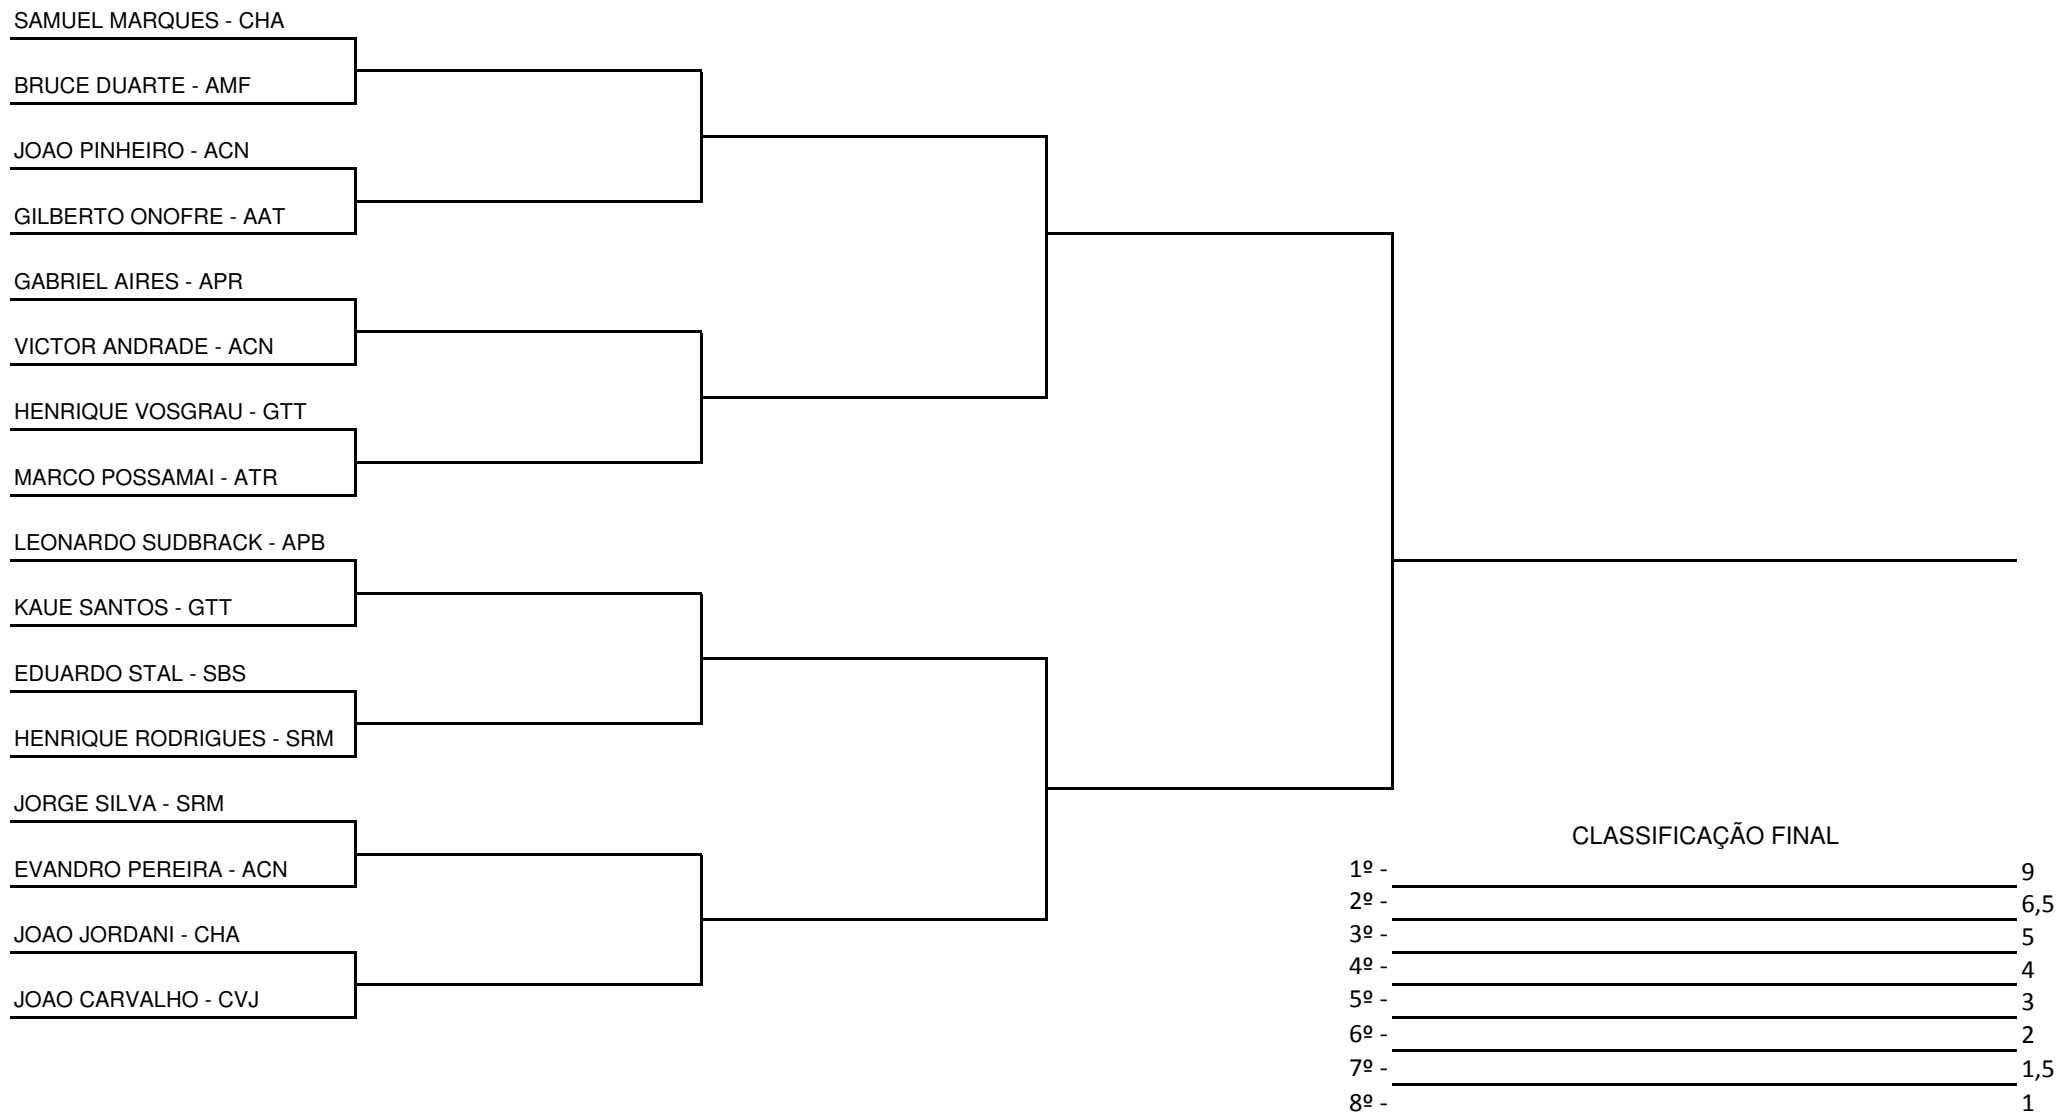 SAMUEL MARQUES - CHA
BRUCE DUARTE - AMF
JOAO PINHEIRO - ACN
GILBERTO ONOFRE - AAT
GABRIEL AIRES - APR
VICTOR ANDRADE - ACN
HENRIQUE VOSGRAU - GTT
MARCO POSSAMAI - ATR
LEONARDO SUDBRACK - APB
KAUE SANTOS - GTT
EDUARDO STAL - SBS
HENRIQUE RODRIGUES - SRM
JORGE SILVA - SRM
EVANDRO PEREIRA - ACN
JOAO JORDANI - CHA
JOAO CARVALHO - CVJ
CLASSIFICAÇÃO FINAL
1º - 9
2º - 6,5
3º - 5
4º - 4
5º - 3
6º - 2
7º - 1,5
8º - 1